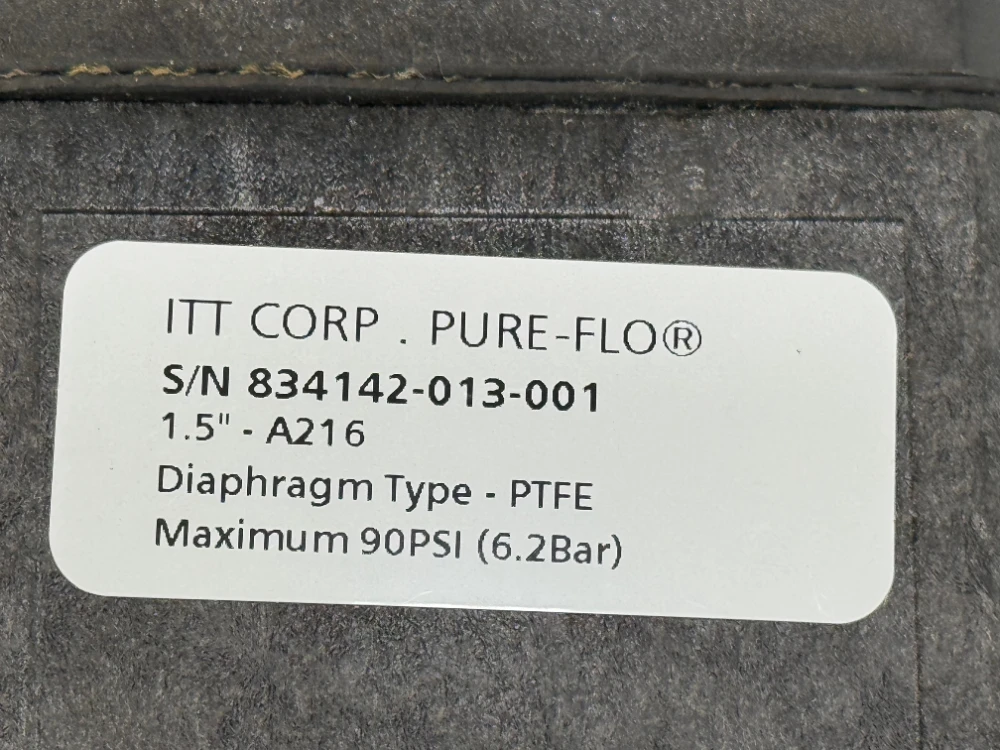 ITT CORP . PURE-FLO®
S/N 834142-013-001
1.5" - A216
Diaphragm Type - PTFE
Maximum 90PSI (6.2Bar)